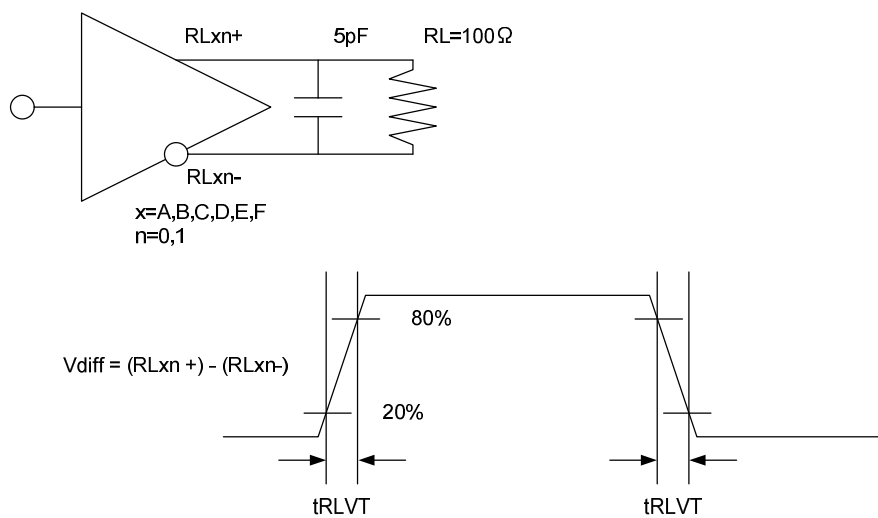 RLxn+
5pF
RL=100Ω
RLxn-
x=A,B,C,D,E,F
n=0,1
80%
Vdiff = (RLxn +) - (RLxn-)
20%
tRLVT
tRLVT